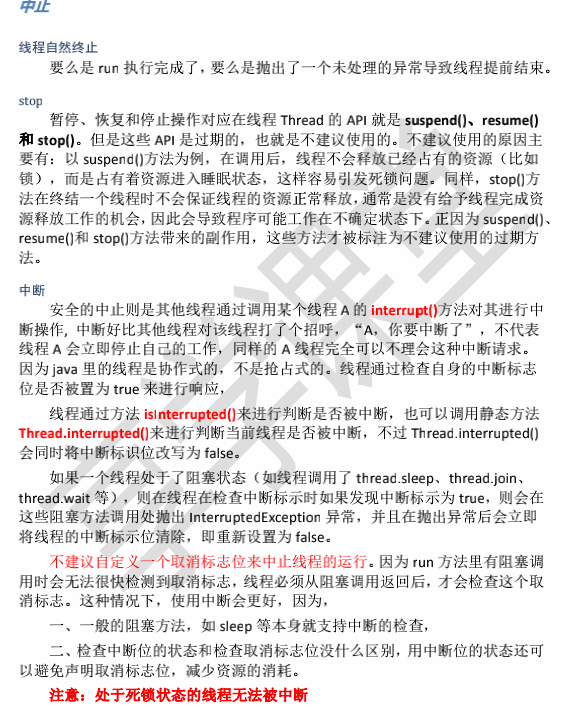 中止
线程自然终止
要么是 run 执行完成了，要么是抛出了一个未处理的异常导致线程提前结束。
stop
暂停、恢复和停止操作对应在线程 Thread 的 API 就是 suspend()、resume()
和 stop()。但是这些 API 是过期的，也就是不建议使用的。不建议使用的原因主
要有：以 suspend()方法为例，在调用后，线程不会释放已经占有的资源（比如
锁），而是占有着资源进入睡眠状态，这样容易引发死锁问题。同样，stop()方
法在终结一个线程时不会保证线程的资源正常释放，通常是没有给予线程完成资
源释放工作的机会，因此会导致程序可能工作在不确定状态下。正因为 suspend()、
resume()和 stop()方法带来的副作用，这些方法才被标注为不建议使用的过期方
法。
中断
安全的中止则是其他线程通过调用某个线程 A 的 interrupt()方法对其进行中
断操作, 中断好比其他线程对该线程打了个招呼，“A，你要中断了”，不代表
线程 A 会立即停止自己的工作，同样的 A 线程完全可以不理会这种中断请求。
因为 java 里的线程是协作式的，不是抢占式的。线程通过检查自身的中断标志
位是否被置为 true 来进行响应，
线程通过方法 isInterrupted()来进行判断是否被中断，也可以调用静态方法
Thread.interrupted()来进行判断当前线程是否被中断，不过 Thread.interrupted()
会同时将中断标识位改写为 false。
如果一个线程处于了阻塞状态（如线程调用了 thread.sleep、thread.join、
thread.wait 等），则在线程在检查中断标示时如果发现中断标示为 true，则会在
这些阻塞方法调用处抛出 InterruptedException 异常，并且在抛出异常后会立即
将线程的中断标示位清除，即重新设置为 false。
不建议自定义一个取消标志位来中止线程的运行。因为 run 方法里有阻塞调
用时会无法很快检测到取消标志，线程必须从阻塞调用返回后，才会检查这个取
消标志。这种情况下，使用中断会更好，因为，
一、一般的阻塞方法，如 sleep 等本身就支持中断的检查，
二、检查中断位的状态和检查取消标志位没什么区别，用中断位的状态还可
以避免声明取消标志位，减少资源的消耗。
注意：处于死锁状态的线程无法被中断
享学课堂